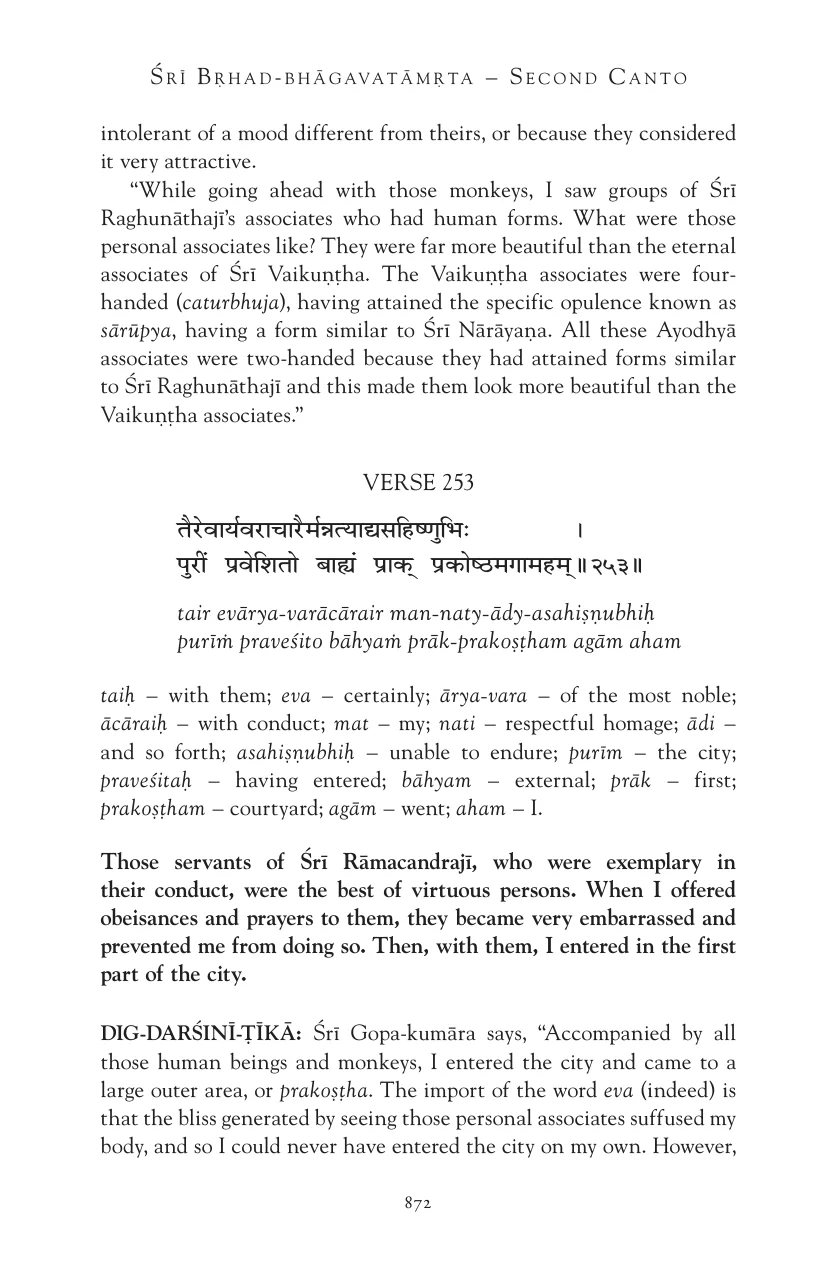 ŚRĪ BṚHAD-BHĀGAVATĀMṚTA – SECOND CANTO
intolerant of a mood different from theirs, or because they considered
it very attractive.
“While going ahead with those monkeys, I saw groups of Śrī
Raghunāthajī’s associates who had human forms. What were those
personal associates like? They were far more beautiful than the eternal
associates of Śrī Vaikuṇṭha. The Vaikuṇṭha associates were four-
handed (caturbhuja), having attained the specific opulence known as
sārūpya, having a form similar to Śrī Nārāyaṇa. All these Ayodhyā
associates were two-handed because they had attained forms similar
to Śrī Raghunāthajī and this made them look more beautiful than the
Vaikuṇṭha associates.”
VERSE 253
तैरेवार्यवराचारैर्मन्नत्याद्यसहिष्णुभिः ।
पुरीं प्रवेशितो बाह्यं प्राक् प्रकोष्ठमगामहम्॥२५३॥
tair evārya-varācārair man-naty-ādy-asahiṣṇubhiḥ
purīṁ praveśito bāhyaṁ prāk-prakoṣṭham agām aham
taiḥ – with them; eva – certainly; ārya-vara – of the most noble;
ācāraiḥ – with conduct; mat – my; nati – respectful homage; ādi –
and so forth; asahiṣṇubhiḥ – unable to endure; purīm – the city;
praveśitaḥ – having entered; bāhyam – external; prāk – first;
prakoṣṭham – courtyard; agām – went; aham – I.
Those servants of Śrī Rāmacandrajī, who were exemplary in
their conduct, were the best of virtuous persons. When I offered
obeisances and prayers to them, they became very embarrassed and
prevented me from doing so. Then, with them, I entered in the first
part of the city.
DIG-DARŚINĪ-ṬĪKĀ: Śrī Gopa-kumāra says, “Accompanied by all
those human beings and monkeys, I entered the city and came to a
large outer area, or prakoṣṭha. The import of the word eva (indeed) is
that the bliss generated by seeing those personal associates suffused my
body, and so I could never have entered the city on my own. However,
872